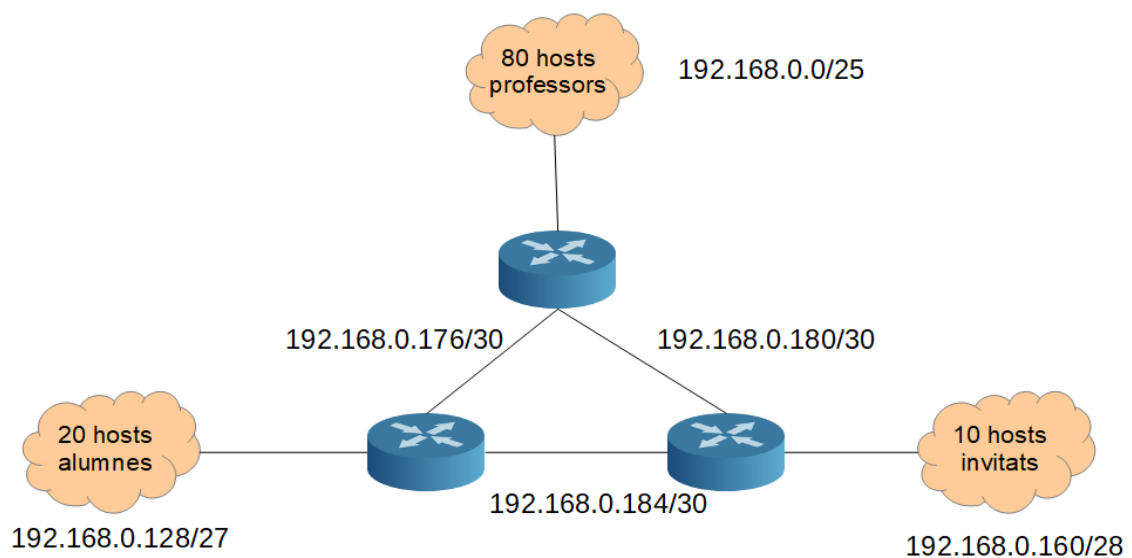 80 hosts
professors
192.168.0.0/25
192.168.0.176/30
192.168.0.180/30
20 hosts
alumnes
10 hosts
invitats
192.168.0.184/30
192.168.0.128/27
192.168.0.160/28